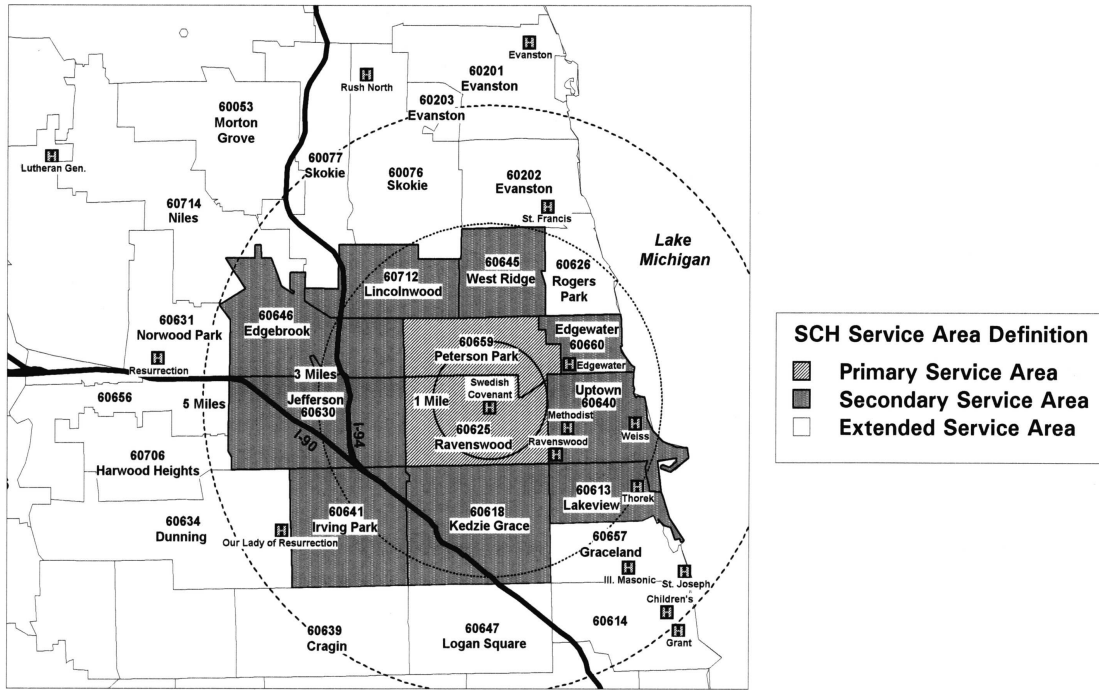 Evanston
60201
Evanston
Rush North
60203
Evanston
60053
Morton
Grove
Lutheran Gen.
60077
Skokie
60076
Skokie
60202
Evanston
St. Francis
60714
Niles
Lake
Michigan
60645
West Ridge
60626
Rogers
Park
60712
Lincolnwood
60646
Edgebrook
60631
Norwood Park
Resurrection
60659
Peterson Park
Edgewater
60660
Edgewater
3 Miles
Swedish
Covenant
1 Mile
Uptown
60640
5 Miles
60656
Jefferson
60630
I-90
I-94
Methodist
Weiss
60625
Ravenswood
Ravenswood
60706
Harwood Heights
60613
Lakeview
Thorek
60641
Irving Park
60618
Kedzie Grace
60634
Dunning
Our Lady of Resurrection
60657
Graceland
Ill. Masonic
St. Joseph
Children's
60614
Grant
60639
Cragin
60647
Logan Square
SCH Service Area Definition
Primary Service Area
Secondary Service Area
Extended Service Area